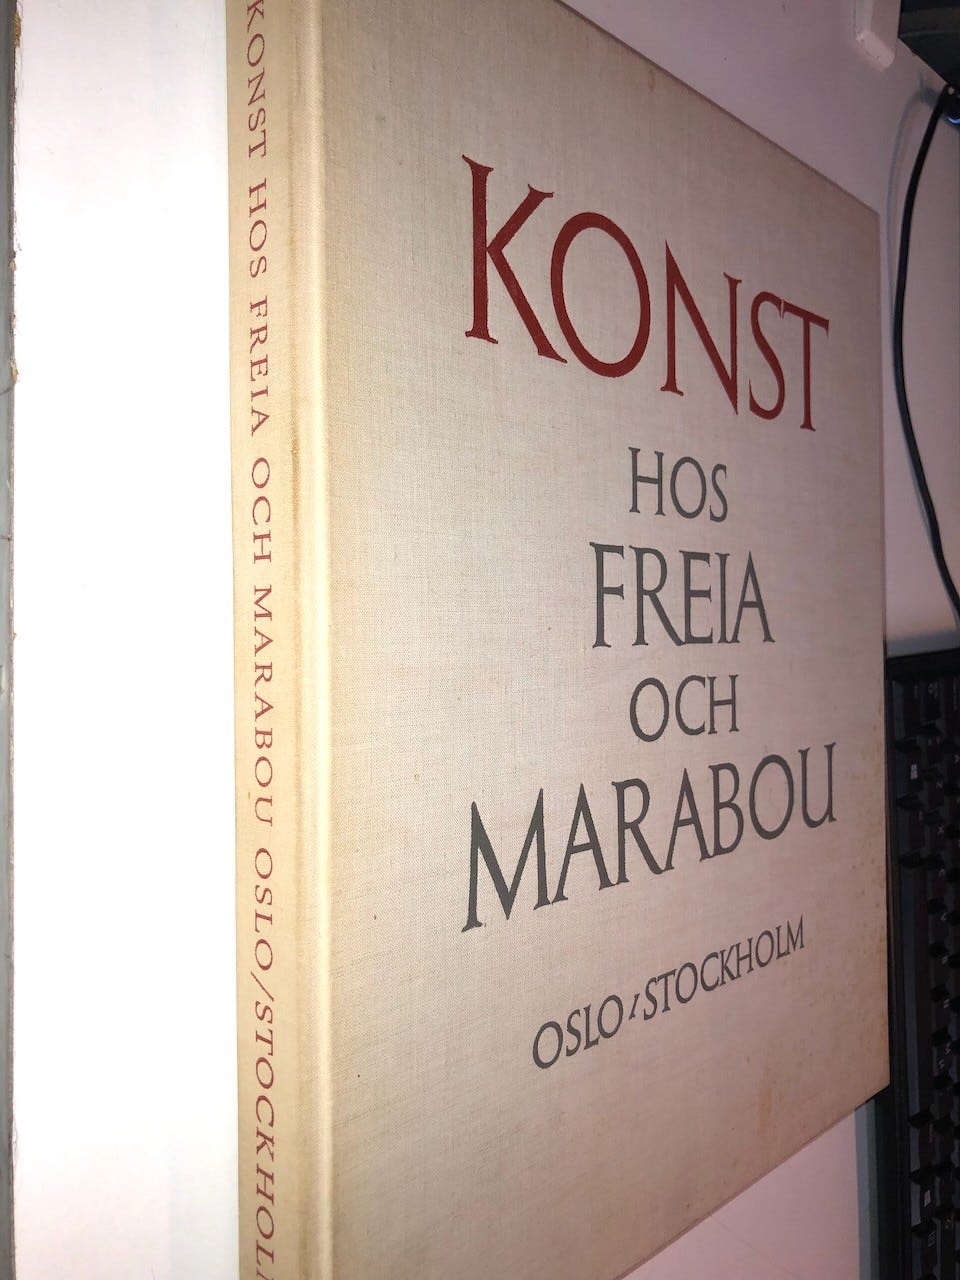 KONST HOS FREIA OCH MARABOU OSLO/STOCKHOLM
KONST
HOS
FREIA
OCH
MARABOU
OSLO/STOCKHOLM